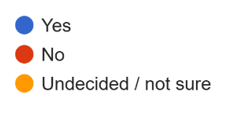 Yes
No
Undecided / not sure